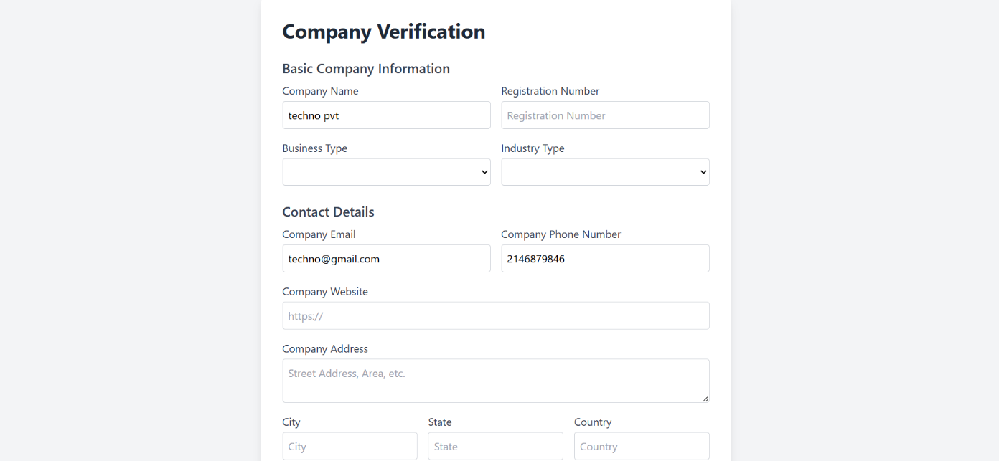 Company Verification
Basic Company Information
Company Name Registration Number
techno pvt Registration Number
Business Type Industry Type
Contact Details
Company Email Company Phone Number
techno@gmail.com 2146879846
Company Website
https://
Company Address
Street Address, Area, etc.
City State Country
City State Country